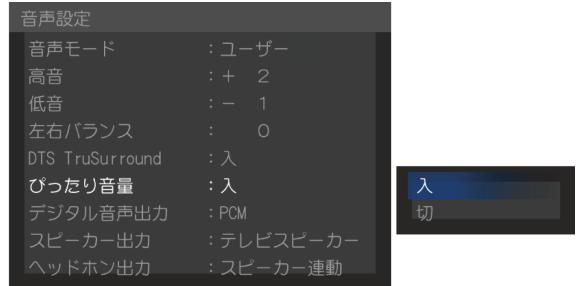 音声設定
音声モード　：ユーザー
高音　：＋　2
低音　：－　1
左右バランス　：　0
DTS TruSurround　：入
ぴったり音量　：入
デジタル音声出力　：PCM
スピーカー出力　：テレビスピーカー
ヘッドホン出力　：スピーカー連動
入
切